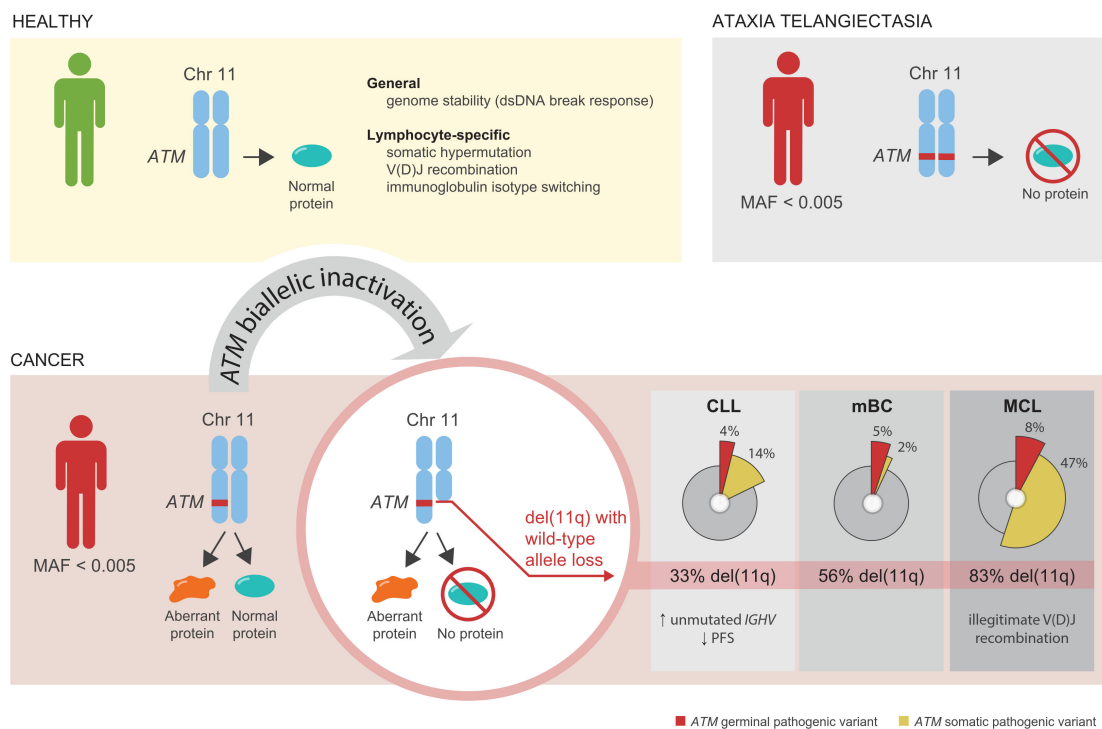 HEALTHY
Chr 11
ATM
Normal
protein
General
genome stability (dsDNA break response)
Lymphocyte-specific
somatic hypermutation
V(D)J recombination
immunoglobulin isotype switching
ATAXIA TELANGIECTASIA
MAF < 0.005
Chr 11
ATM
No protein
ATM biallelic inactivation
CANCER
MAF < 0.005
Chr 11
ATM
Aberrant
protein
Normal
protein
Chr 11
ATM
Aberrant
protein
No protein
del(11q) with
wild-type
allele loss
CLL
4%
14%
33% del(11q)
↑ unmutated IGHV
↓ PFS
mBC
5%
2%
56% del(11q)
MCL
8%
47%
83% del(11q)
illegitimate V(D)J
recombination
ATM germinal pathogenic variant
ATM somatic pathogenic variant